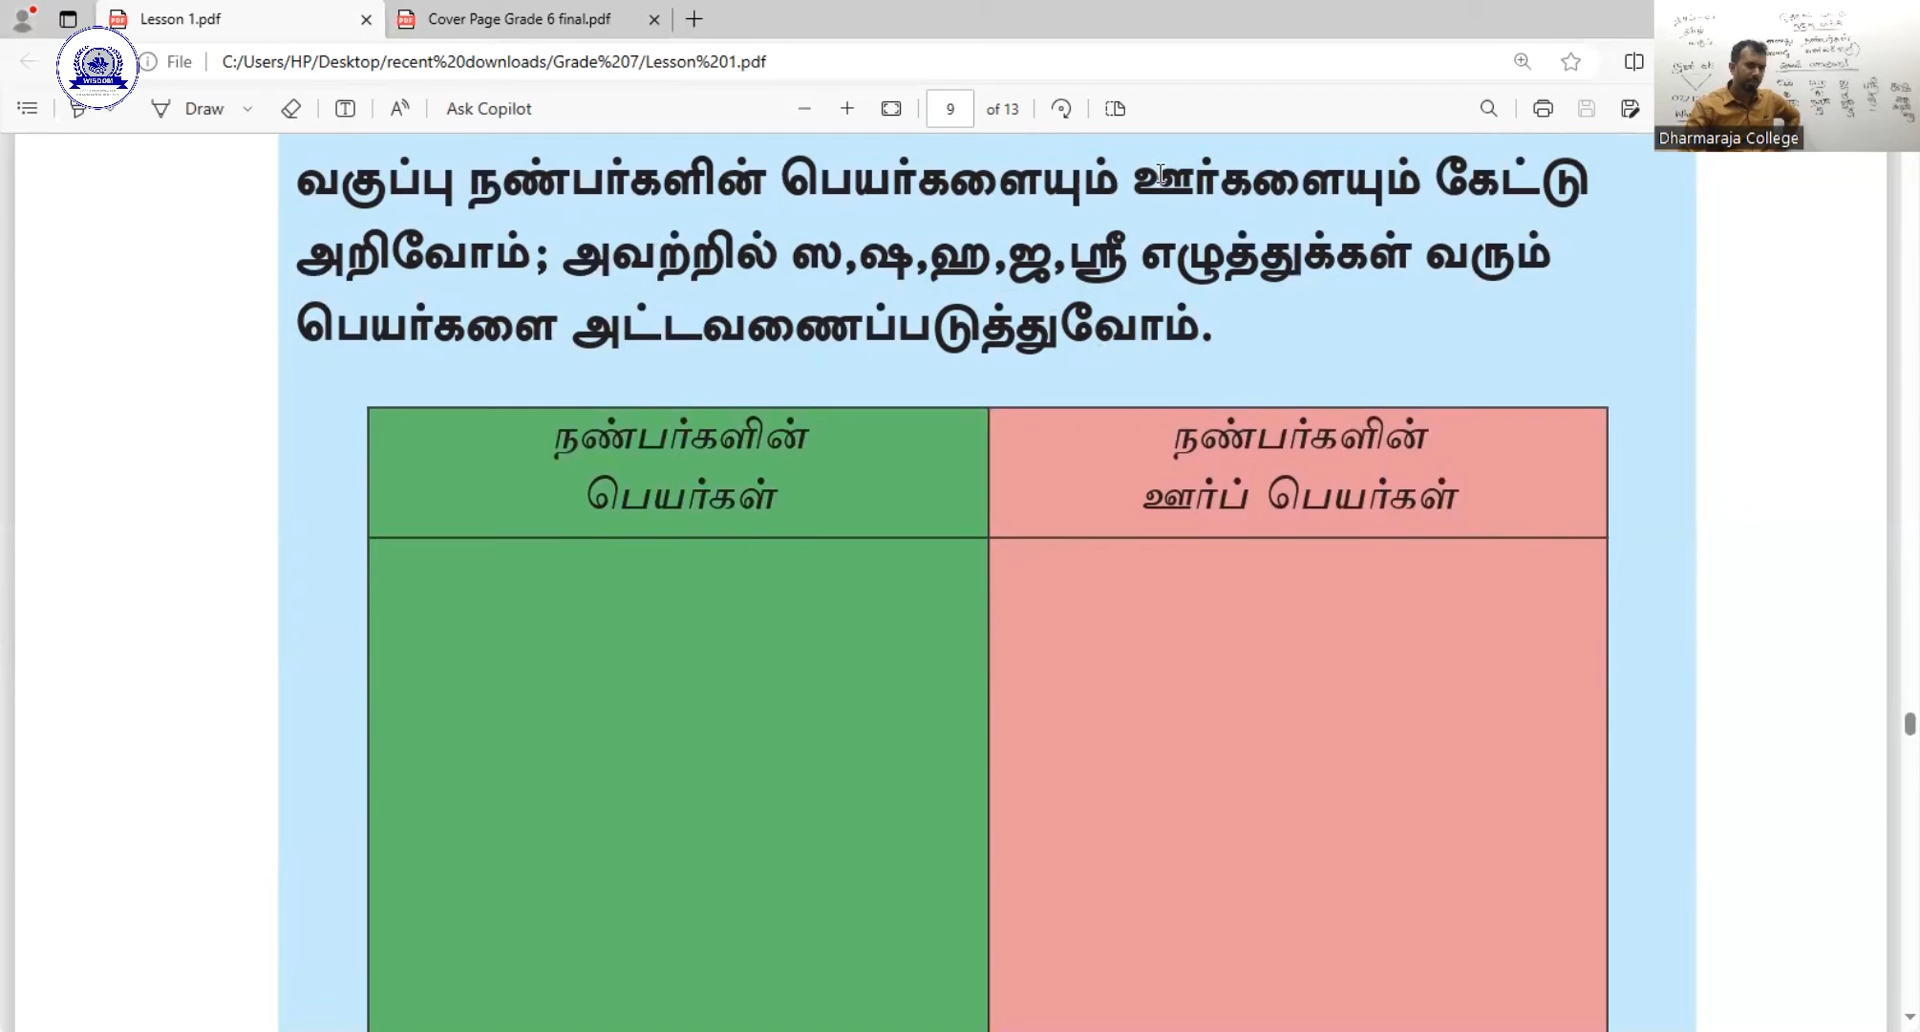 Lesson 1.pdf
Cover Page Grade 6 final.pdf
File
C:/Users/HP/Desktop/recent%20downloads/Grade%207/Lesson%201.pdf
WISDOM
Draw
Ask Copilot
9 of 13
Dharmaraja College
வகுப்பு நண்பர்களின் பெயர்களையும் ஊர்களையும் கேட்டு
அறிவோம்; அவற்றில் ஸ,ஷ,ஹ,ஜ,ஸ்ரீ எழுத்துக்கள் வரும்
பெயர்களை அட்டவணைப்படுத்துவோம்.
நண்பர்களின்
பெயர்கள்
நண்பர்களின்
ஊர்ப் பெயர்கள்